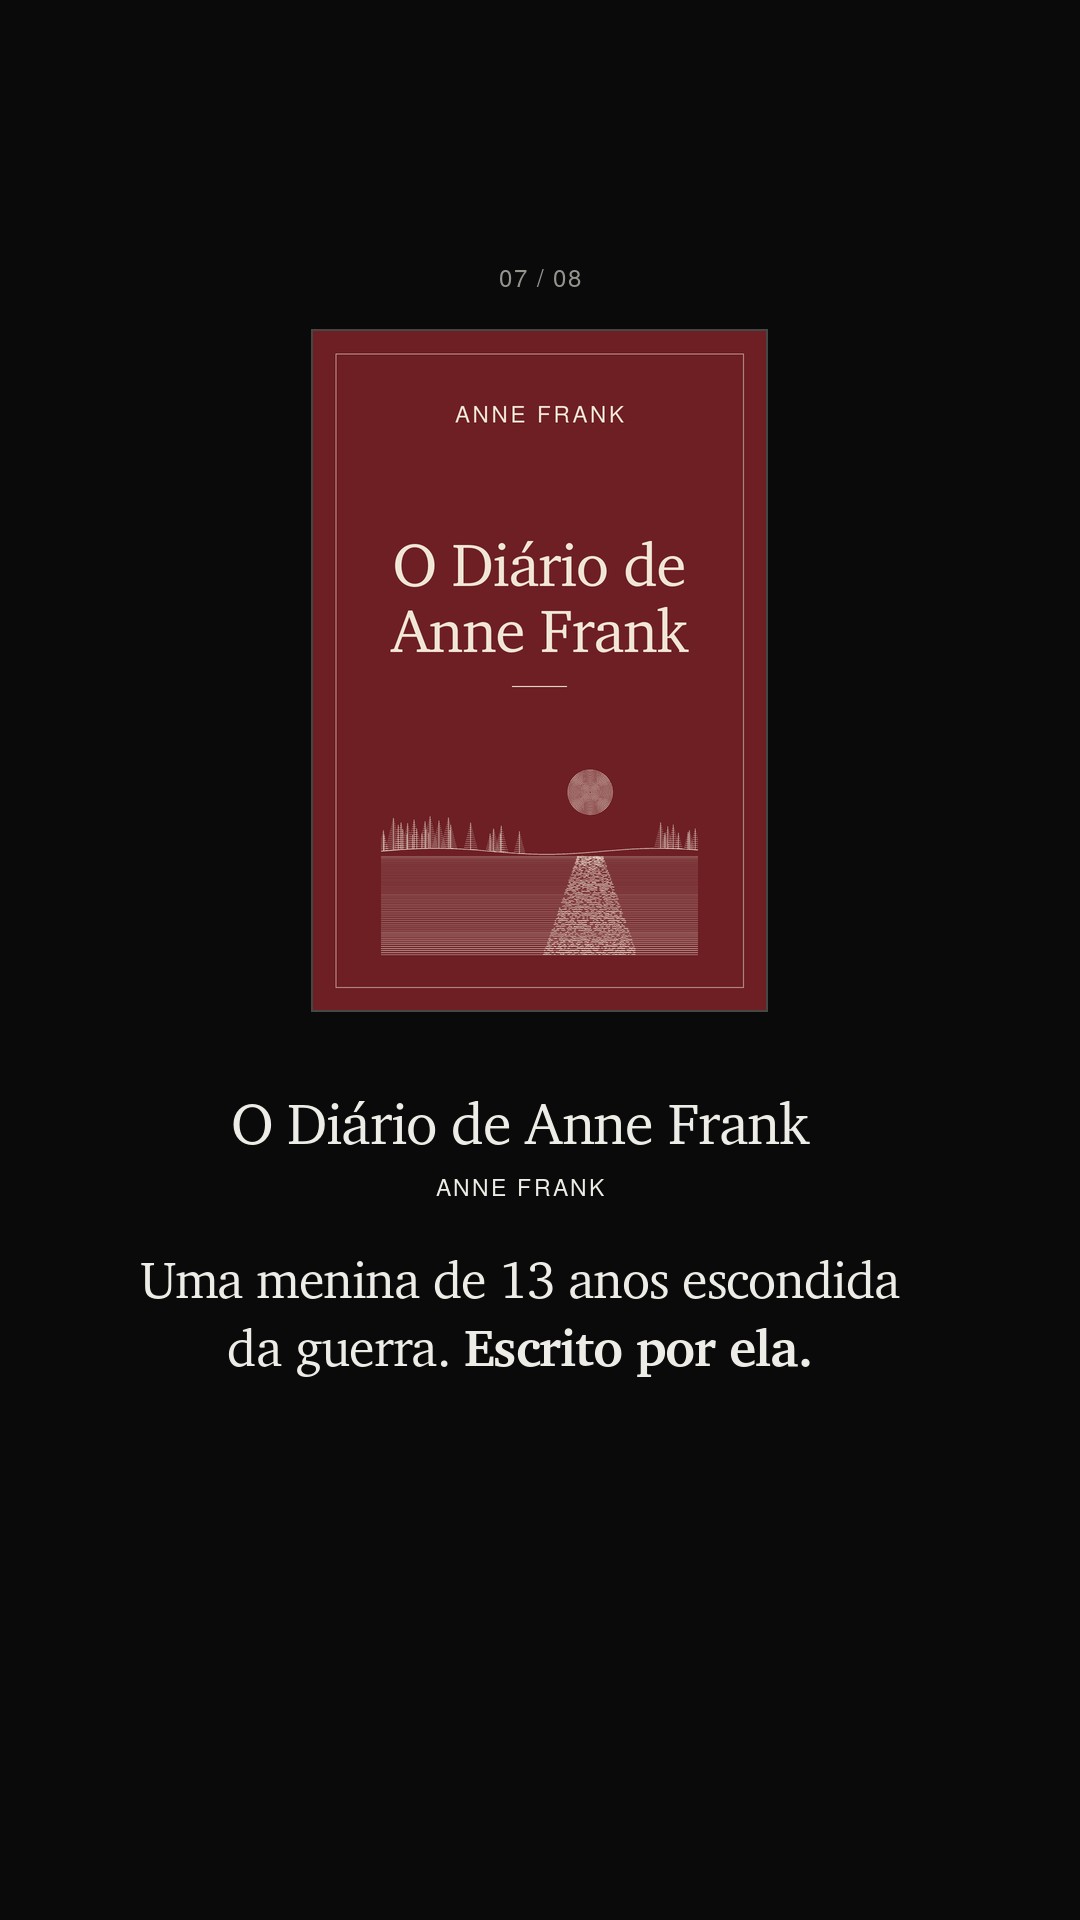 07 / 08
ANNE FRANK
O Diário de
Anne Frank
O Diário de Anne Frank
ANNE FRANK
Uma menina de 13 anos escondida
da guerra. Escrito por ela.